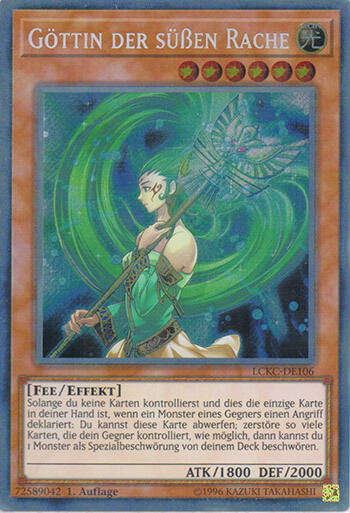 Göttin der süßen Rache
光
LCKC-DE106
[Fee/Effekt]
Solange du keine Karten kontrollierst und dies die einzige Karte
in deiner Hand ist, wenn ein Monster eines Gegners einen Angriff
deklariert: Du kannst diese Karte abwerfen; zerstöre so viele
Karten, die dein Gegner kontrolliert, wie möglich, dann kannst du
1 Monster als Spezialbeschwörung von deinem Deck beschwören.
ATK/1800 DEF/2000
72589042 1. Auflage ©1996 KAZUKI TAKAHASHI